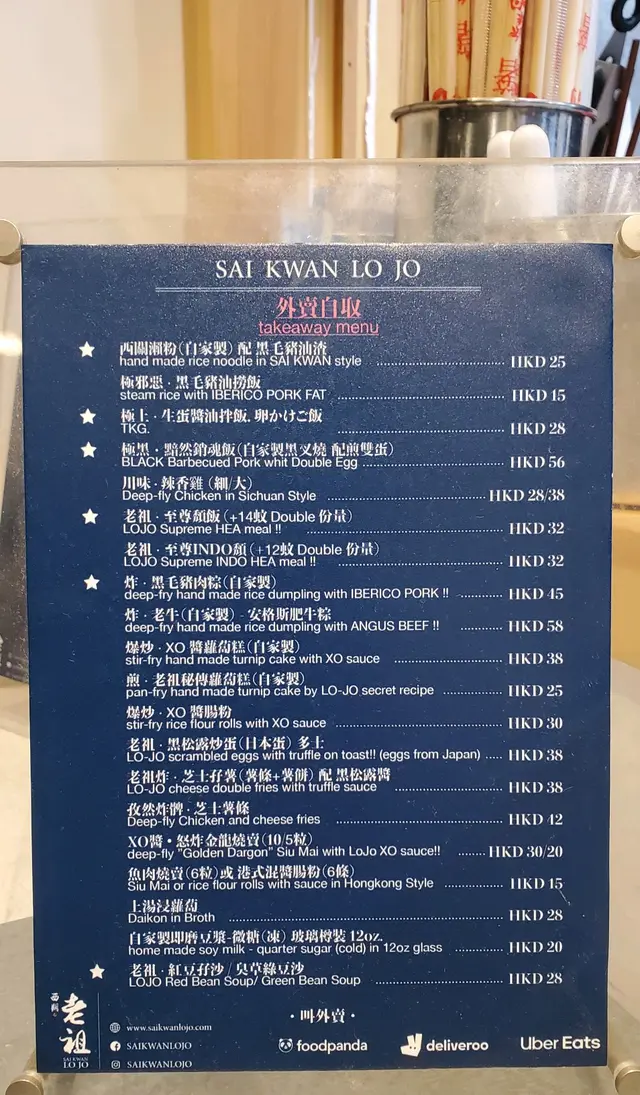 SAI KWAN LO JO
外賣自取
takeaway menu
西關瀨粉(自家製) 配 黑毛豬油渣
hand made rice noodle in SAI KWAN style HKD 25
極邪惡·黑毛豬油撈飯
steam rice with IBERICO PORK FAT HKD 15
極上·生蛋醬油拌飯. 卵かけご飯
TKG. HKD 28
極黑·黯然銷魂飯(自家製黑叉燒 配煎雙蛋)
BLACK Barbecued Pork whit Double Egg HKD 56
川味·辣香雞 (細/大)
Deep-fly Chicken in Sichuan Style HKD 28/38
老祖·至尊顏飯 (+14蚊 Double 份量)
LOJO Supreme HEA meal !! HKD 32
老祖·至尊INDO顏 (+12蚊 Double 份量)
LOJO Supreme INDO HEA meal !! HKD 32
炸·黑毛豬肉粽(自家製)
deep-fry hand made rice dumpling with IBERICO PORK !! HKD 45
炸·老牛(自家製) - 安格斯肥牛粽
deep-fry hand made rice dumpling with ANGUS BEEF !! HKD 58
爆炒·XO 醬蘿蔔糕(自家製)
stir-fry hand made turnip cake with XO sauce HKD 38
煎·老祖秘傳蘿蔔糕(自家製)
pan-fry hand made turnip cake by LO-JO secret recipe HKD 25
爆炒·XO 醬腸粉
stir-fry rice flour rolls with XO sauce HKD 30
老祖·黑松露炒蛋(日本蛋) 多士
LO-JO scrambled eggs with truffle on toast!! (eggs from Japan) HKD 38
老祖炸·芝士孖薯(薯條+薯餅) 配 黑松露醬
LO-JO cheese double fries with truffle sauce HKD 38
孜然炸髀·芝士薯條
Deep-fly Chicken and cheese fries HKD 42
XO醬·怒炸金龍燒賣(10/5粒)
deep-fly "Golden Dargon" Siu Mai with LoJo XO sauce!! HKD 30/20
魚肉燒賣(6粒)或 港式混醬腸粉(6條)
Siu Mai or rice flour rolls with sauce in Hongkong Style HKD 15
上湯浸蘿蔔
Daikon in Broth HKD 28
自家製即磨豆漿-微糖(凍) 玻璃樽裝 12oz.
home made soy milk - quarter sugar (cold) in 12oz glass HKD 20
老祖·紅豆孖沙/臭草綠豆沙
LOJO Red Bean Soup/ Green Bean Soup HKD 28
·叫外賣·
西關
老祖
SAI KWAN
LO JO
www.saikwanlojo.com
SAIKWANLOJO
SAIKWANLOJO
foodpanda
deliveroo
Uber Eats